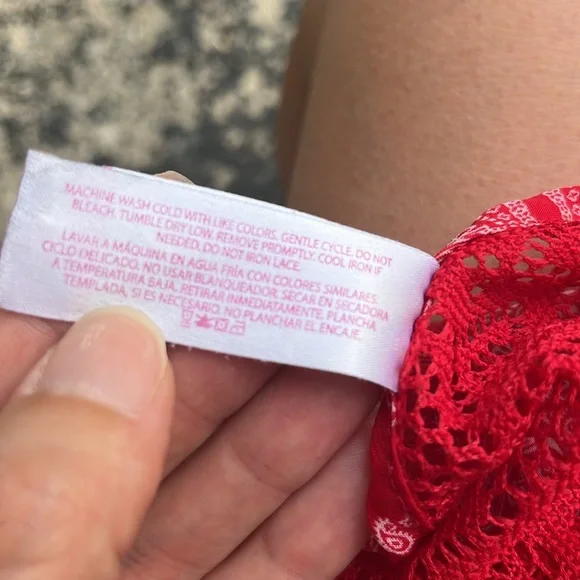 MACHINE WASH COLD WITH LIKE COLORS. GENTLE CYCLE. DO NOT
BLEACH. TUMBLE DRY LOW. REMOVE PROMPTLY. COOL IRON IF
NEEDED. DO NOT IRON LACE.
LAVAR A MÁQUINA EN AGUA FRÍA CON COLORES SIMILARES.
CICLO DELICADO. NO USAR BLANQUEADOR. SECAR EN SECADORA
A TEMPERATURA BAJA. RETIRAR INMEDIATAMENTE. PLANCHA
TEMPLADA, SI ES NECESARIO. NO PLANCHAR EL ENCAJE.